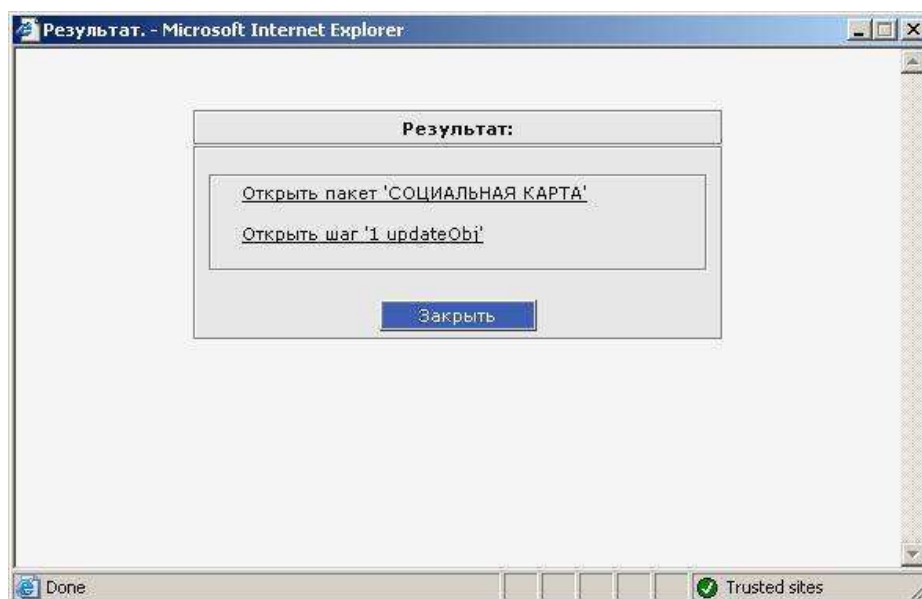 Результат. - Microsoft Internet Explorer
Результат:
Открыть пакет 'СОЦИАЛЬНАЯ КАРТА'
Открыть шаг '1 updateObj'
Закрыть
Done
Trusted sites